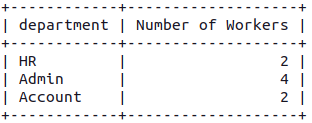 +------------+-------------------+
| department | Number of Workers |
+------------+-------------------+
| HR         |                 2 |
| Admin      |                 4 |
| Account    |                 2 |
+------------+-------------------+